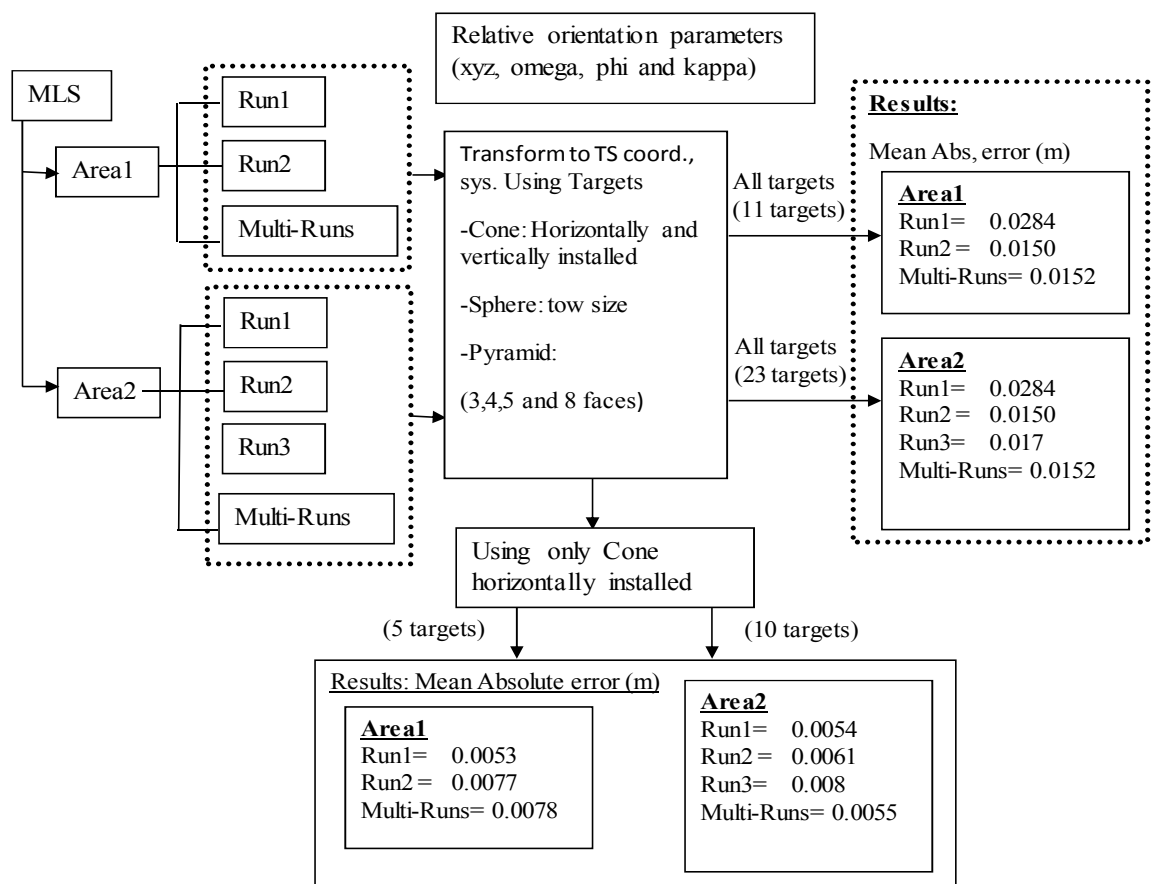 Relative orientation parameters
(xyz, omega, phi and kappa)
MLS
Area1
Run1
Run2
Multi-Runs
Area2
Run1
Run2
Run3
Multi-Runs
Transform to TS coord.,
sys. Using Targets
-Cone: Horizontally and
vertically installed
-Sphere: tow size
-Pyramid:
(3,4,5 and 8 faces)
All targets
(11 targets)
All targets
(23 targets)
Results:
Mean Abs, error (m)
Area1
Run1= 0.0284
Run2 = 0.0150
Multi-Runs= 0.0152
Area2
Run1= 0.0284
Run2 = 0.0150
Run3= 0.017
Multi-Runs= 0.0152
Using only Cone
horizontally installed
(5 targets)
(10 targets)
Results: Mean Absolute error (m)
Area1
Run1= 0.0053
Run2 = 0.0077
Multi-Runs= 0.0078
Area2
Run1= 0.0054
Run2 = 0.0061
Run3= 0.008
Multi-Runs= 0.0055